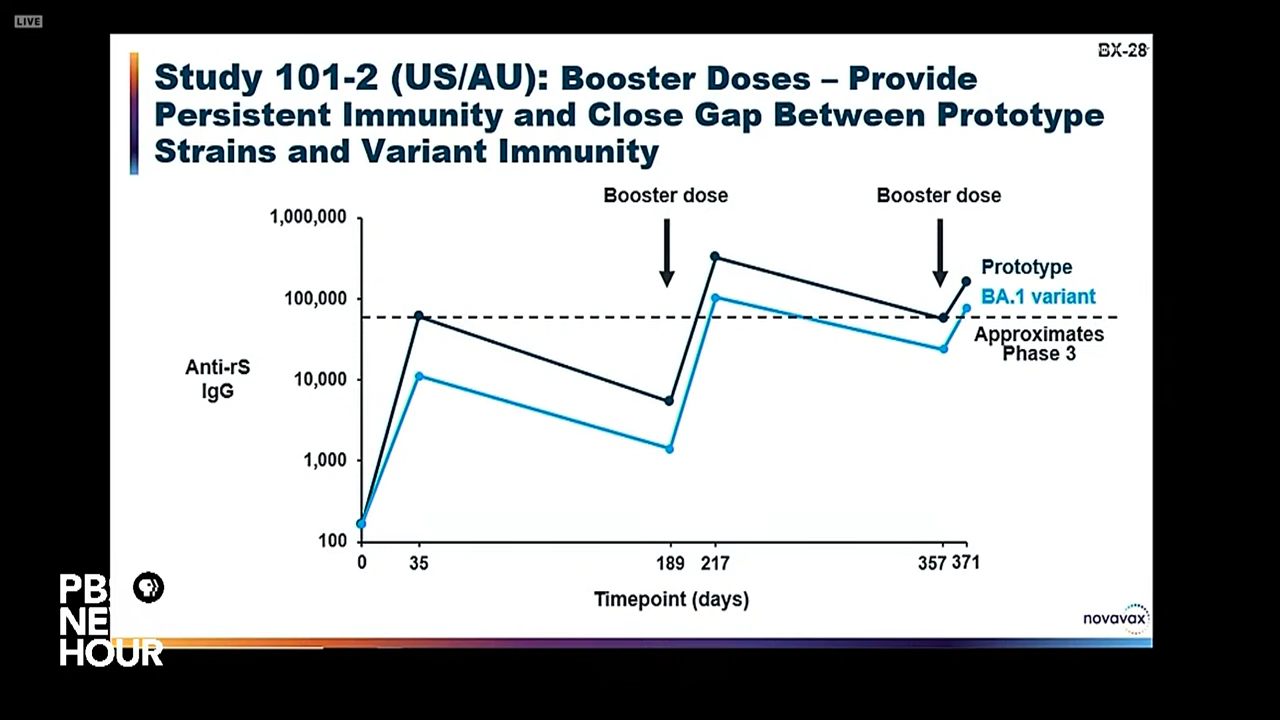 LIVE
BX-28
Study 101-2 (US/AU): Booster Doses – Provide
Persistent Immunity and Close Gap Between Prototype
Strains and Variant Immunity
Booster dose
Booster dose
1,000,000
100,000
10,000
1,000
100
Anti-rS
IgG
Prototype
BA.1 variant
Approximates
Phase 3
0 35 189 217 357 371
Timepoint (days)
novavax
PBS
NE
HOUR